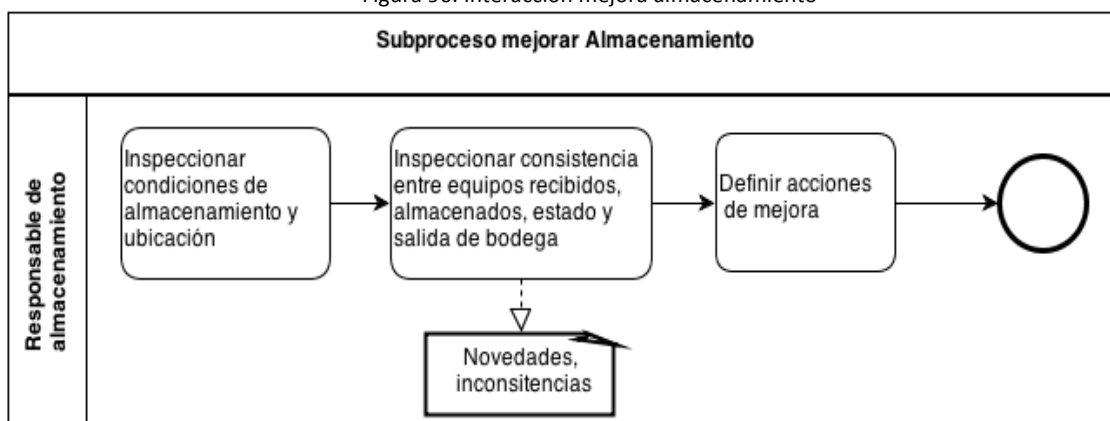 Figura 96. Interacción mejora almacenamiento
Subproceso mejorar Almacenamiento
Responsable de
almacenamiento
Inspeccionar
condiciones de
almacenamiento y
ubicación
Inspeccionar consistencia
entre equipos recibidos,
almacenados, estado y
salida de bodega
Definir acciones
de mejora
Novedades,
inconsitencias